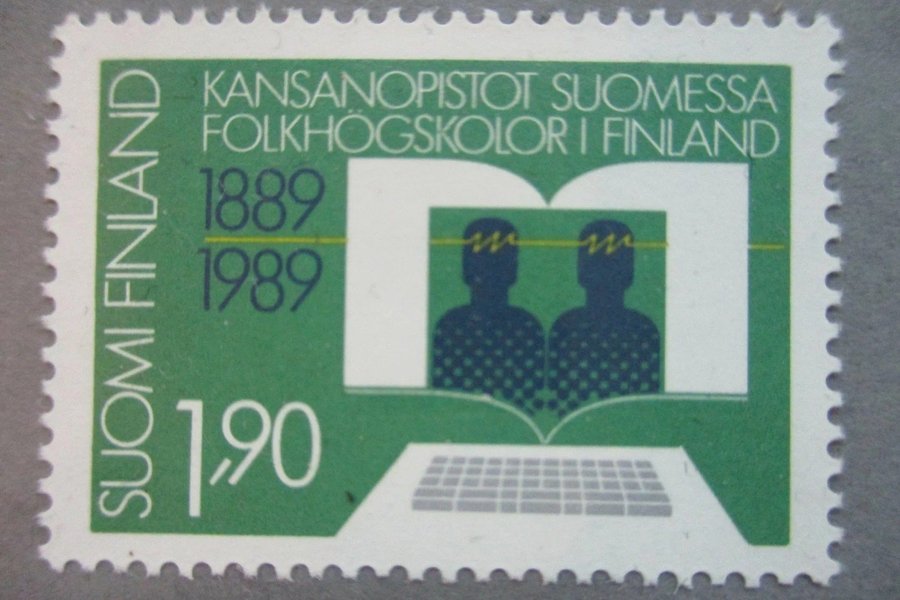 KANSANOPISTOT SUOMESSA
FOLKHÖGSKOLOR I FINLAND
1889
1989
SUOMI FINLAND
1,90